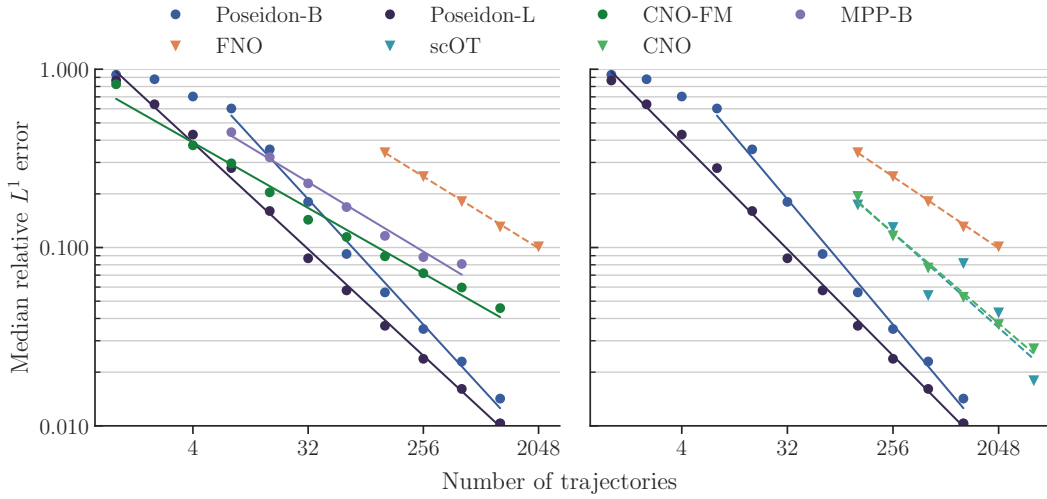 Poseidon-B Poseidon-L CNO-FM MPP-B
FNO scOT CNO
1.000
0.100
0.010
Median relative L¹ error
4 32 256 2048
4 32 256 2048
Number of trajectories